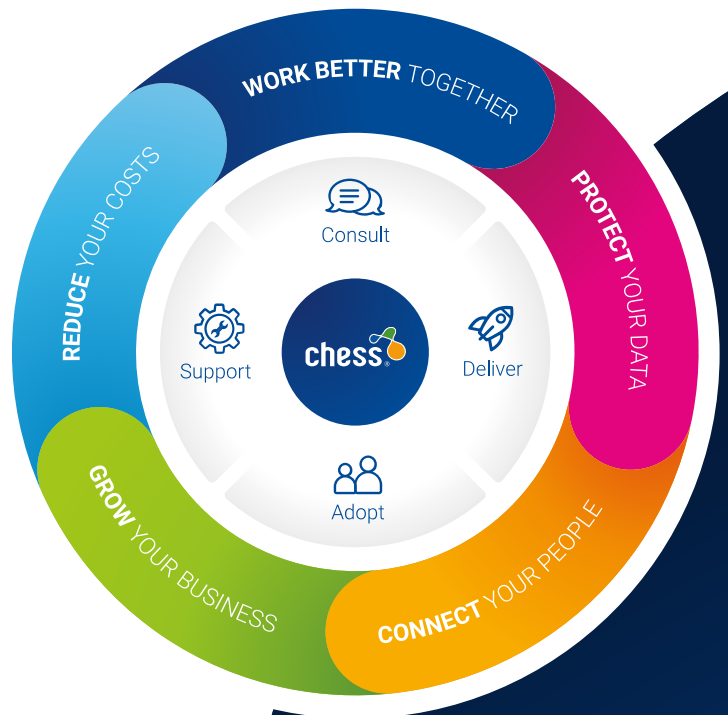 WORK BETTER TOGETHER
PROTECT YOUR DATA
CONNECT YOUR PEOPLE
GROW YOUR BUSINESS
REDUCE YOUR COSTS
Consult
Deliver
Adopt
Support
chess®